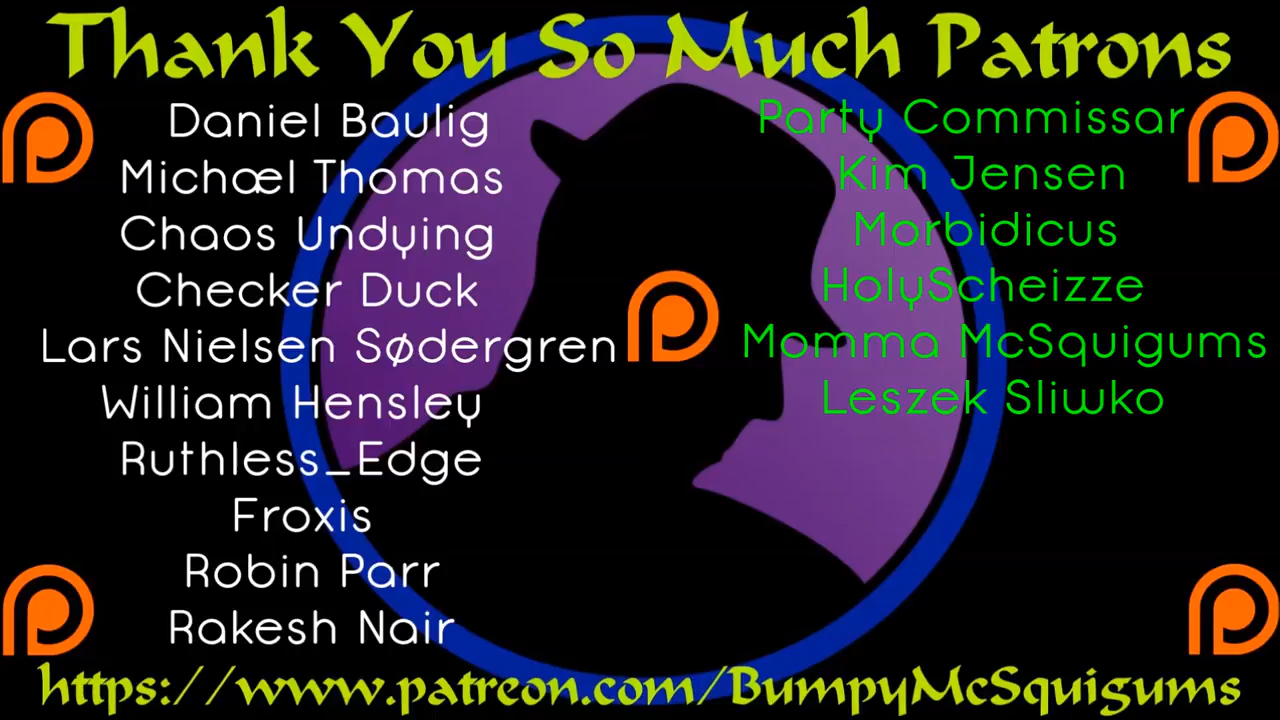 Thank You So Much Patrons
Daniel Baulig
Michael Thomas
Chaos Undying
Checker Duck
Lars Nielsen Sødergren
William Hensley
Ruthless_Edge
Froxis
Robin Parr
Rakesh Nair
Party Commissar
Kim Jensen
Morbidicus
HolyScheizze
Momma McSquigums
Leszek Sliwko
https://www.patreon.com/BumpyMcSquigums